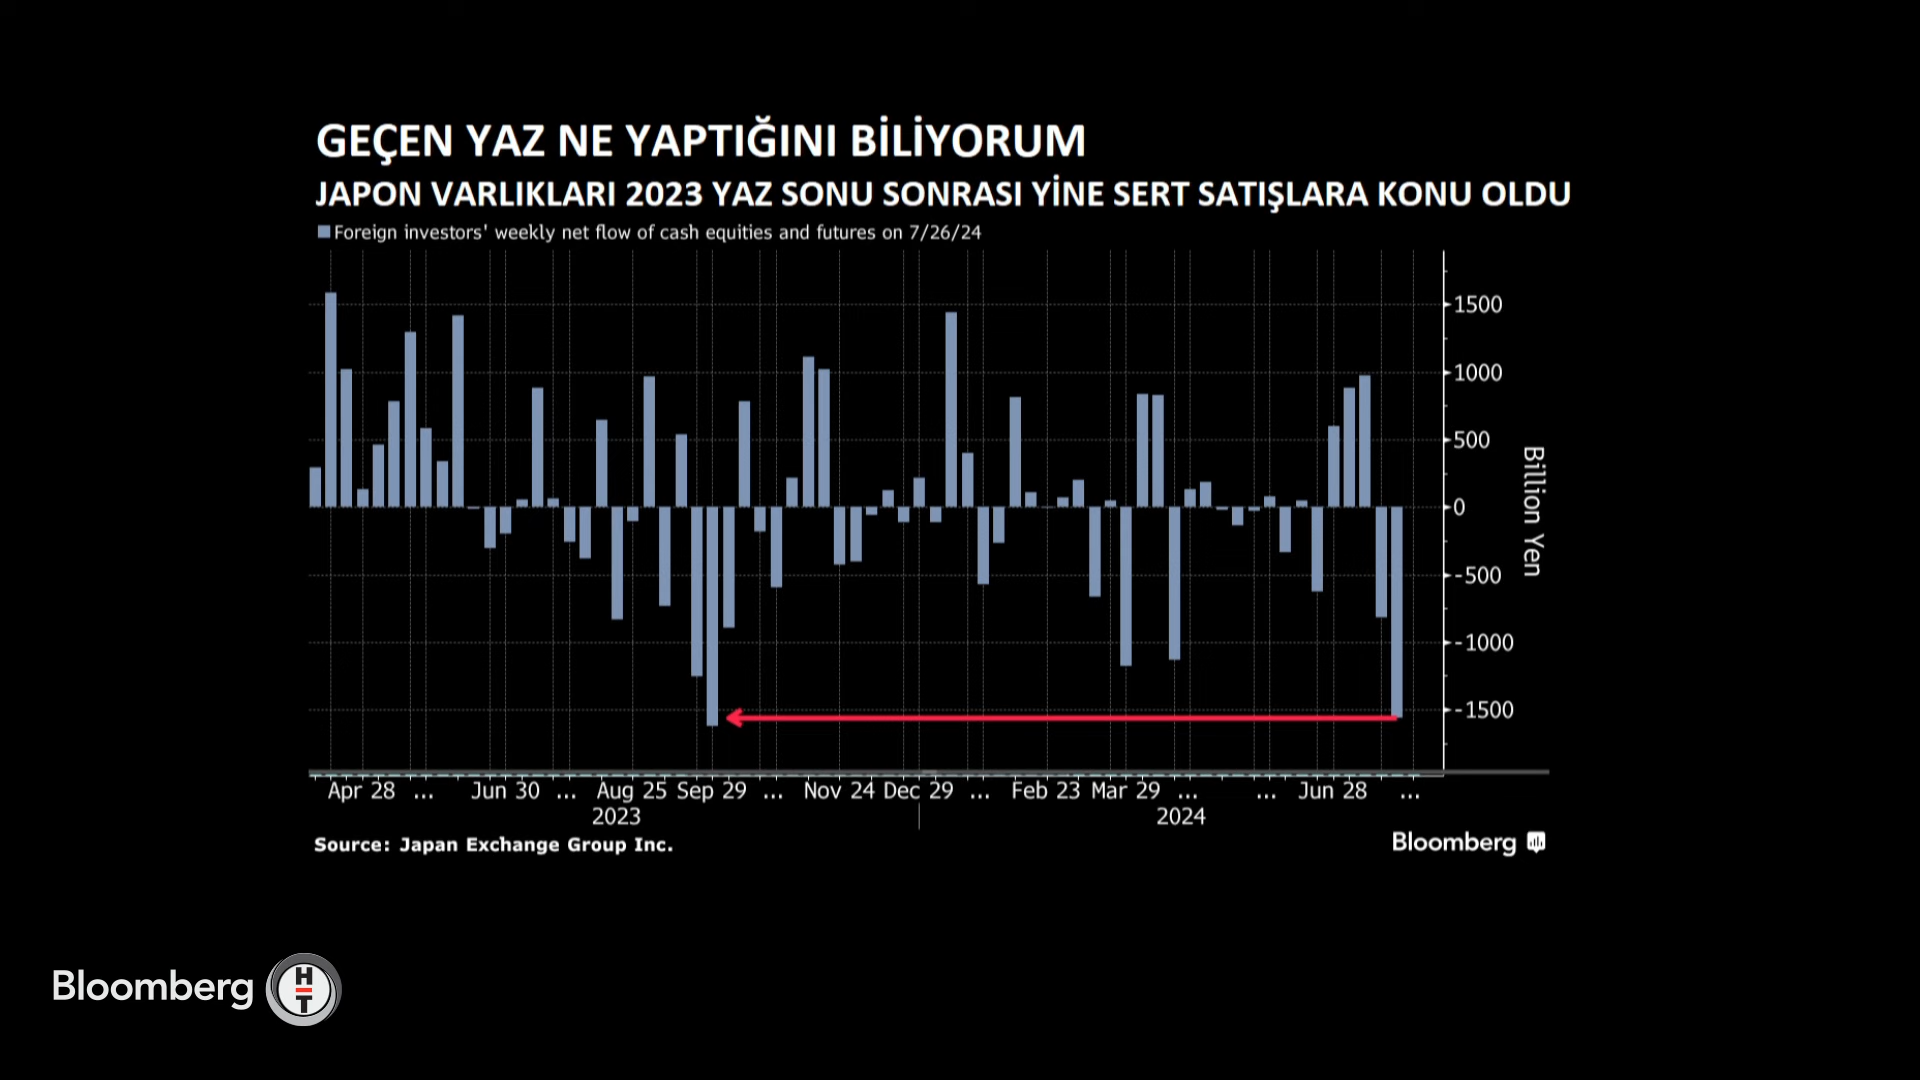 GEÇEN YAZ NE YAPTIĞINI BİLİYORUM
JAPON VARLIKLARI 2023 YAZ SONU SONRASI YİNE SERT SATIŞLARA KONU OLDU
Foreign investors' weekly net flow of cash equities and futures on 7/26/24
1500
1000
500
0
-500
-1000
-1500
Billion Yen
Apr 28 ... Jun 30 ... Aug 25 Sep 29 ... Nov 24 Dec 29 ... Feb 23 Mar 29 ... ... Jun 28 ...
2023 2024
Source: Japan Exchange Group Inc.
Bloomberg
Bloomberg HT